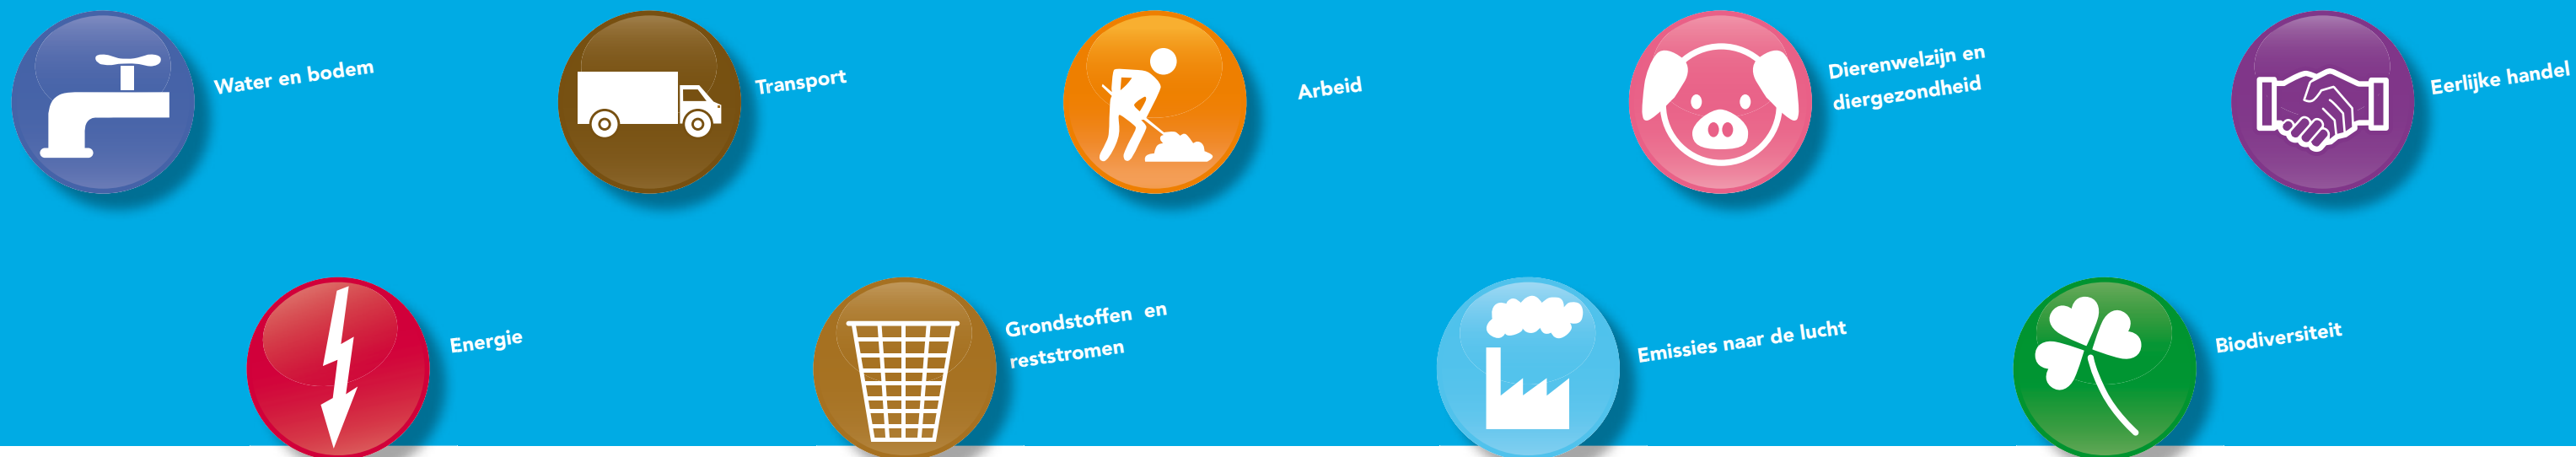 Water en bodem
Transport
Arbeid
Dierenwelzijn en
diergezondheid
Eerlijke handel
Energie
Grondstoffen en
reststromen
Emissies naar de lucht
Biodiversiteit